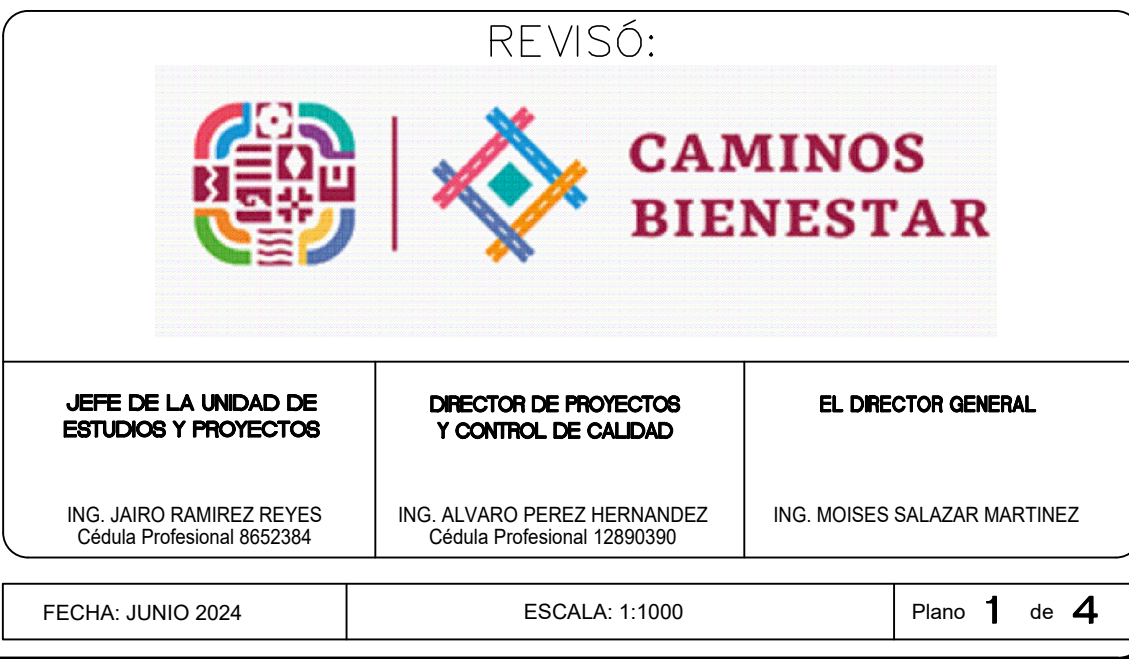 REVISÓ:
CAMINOS
BIENESTAR
JEFE DE LA UNIDAD DE
ESTUDIOS Y PROYECTOS
ING. JAIRO RAMIREZ REYES
Cédula Profesional 8652384
DIRECTOR DE PROYECTOS
Y CONTROL DE CALIDAD
ING. ALVARO PEREZ HERNANDEZ
Cédula Profesional 12890390
EL DIRECTOR GENERAL
ING. MOISES SALAZAR MARTINEZ
FECHA: JUNIO 2024
ESCALA: 1:1000
Plano 1 de 4